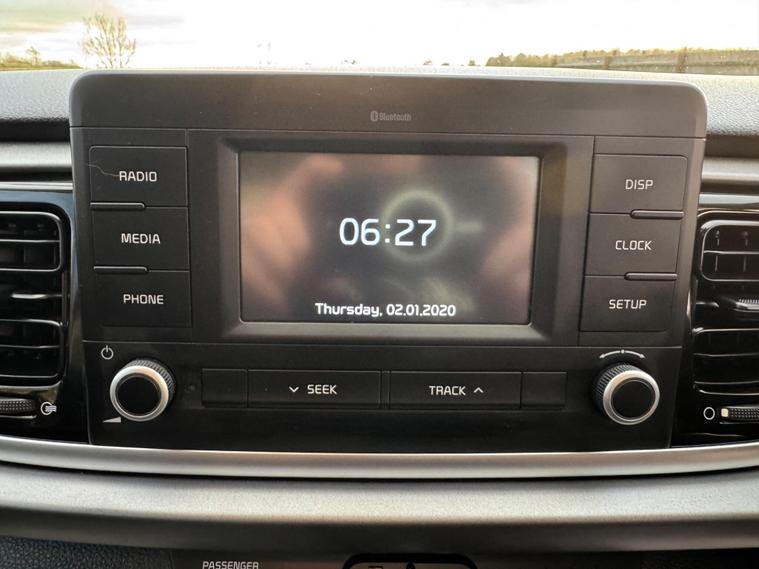 Bluetooth
RADIO
MEDIA
PHONE
06:27
Thursday, 02.01.2020
DISP
CLOCK
SETUP
SEEK
TRACK
PASSENGER